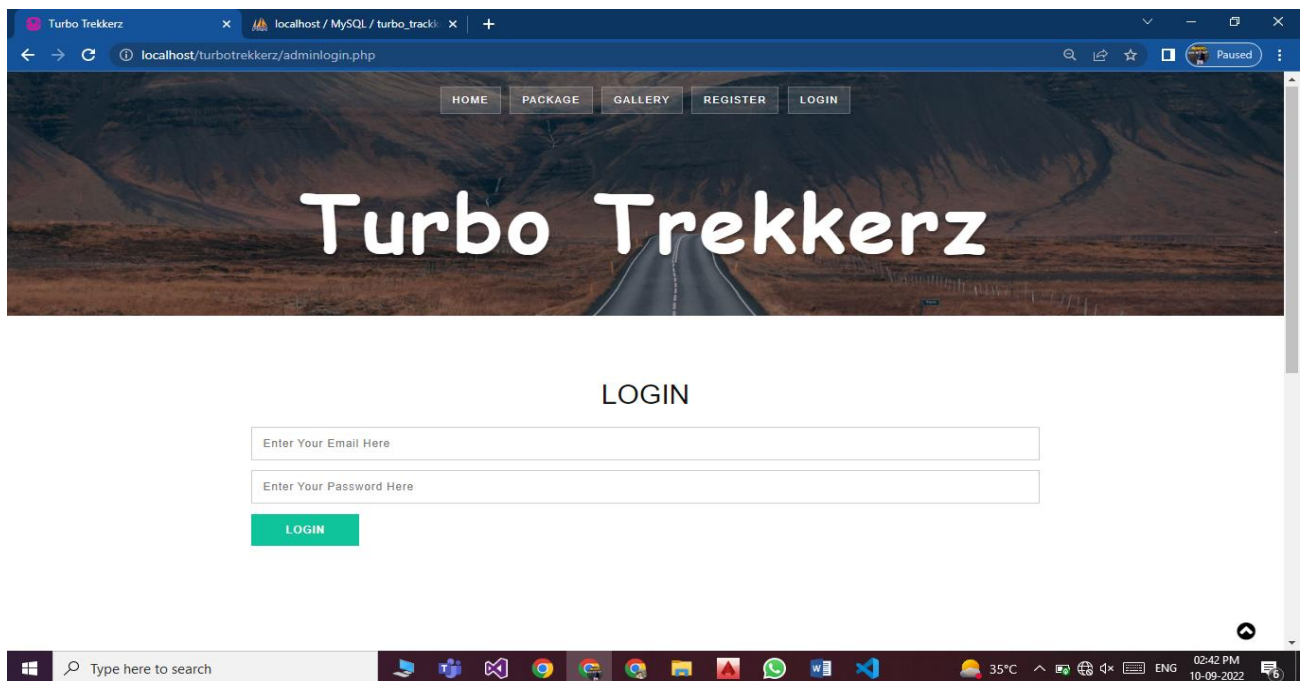 Turbo Trekkerz
localhost / MySQL / turbo_trackk
localhost/turbotrekkerz/adminlogin.php
Paused
HOME PACKAGE GALLERY REGISTER LOGIN
Turbo Trekkerz
LOGIN
Enter Your Email Here
Enter Your Password Here
LOGIN
Type here to search
35°C
ENG
02:42 PM
10-09-2022
6